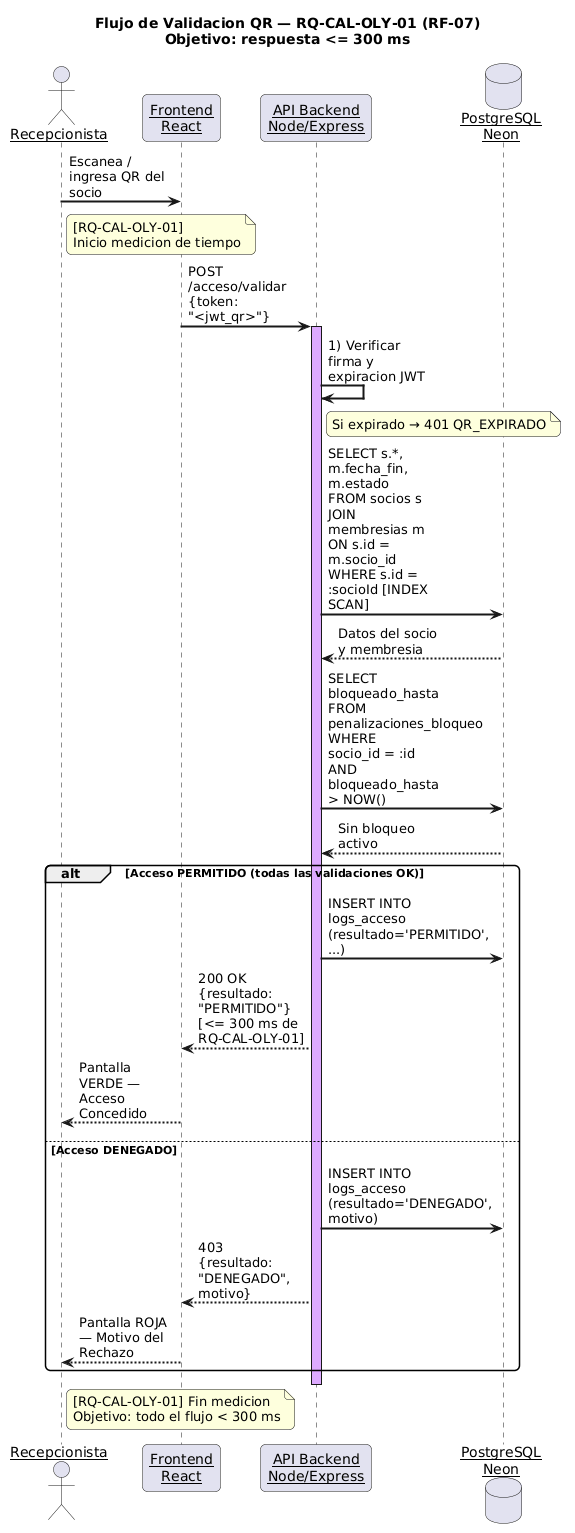 Flujo de Validacion QR — RQ-CAL-OLY-01 (RF-07)
Objetivo: respuesta <= 300 ms
Recepcionista
Frontend
React
API Backend
Node/Express
PostgreSQL
Neon
Escanea /
ingresa QR del
socio
[RQ-CAL-OLY-01]
Inicio medicion de tiempo
POST
/acceso/validar
{token:
"<jwt_qr>"}
1) Verificar
firma y
expiracion JWT
Si expirado → 401 QR_EXPIRADO
SELECT s.*,
m.fecha_fin,
m.estado
FROM socios s
JOIN
membresias m
ON s.id =
m.socio_id
WHERE s.id =
:socioId [INDEX
SCAN]
Datos del socio
y membresia
SELECT
bloqueado_hasta
FROM
penalizaciones_bloqueo
WHERE
socio_id = :id
AND
bloqueado_hasta
> NOW()
Sin bloqueo
activo
alt
[Acceso PERMITIDO (todas las validaciones OK)]
INSERT INTO
logs_acceso
(resultado='PERMITIDO',
...)
200 OK
{resultado:
"PERMITIDO"}
[<= 300 ms de
RQ-CAL-OLY-01]
Pantalla
VERDE —
Acceso
Concedido
[Acceso DENEGADO]
INSERT INTO
logs_acceso
(resultado='DENEGADO',
motivo)
403
{resultado:
"DENEGADO",
motivo}
Pantalla ROJA
— Motivo del
Rechazo
[RQ-CAL-OLY-01] Fin medicion
Objetivo: todo el flujo < 300 ms
Recepcionista
Frontend
React
API Backend
Node/Express
PostgreSQL
Neon